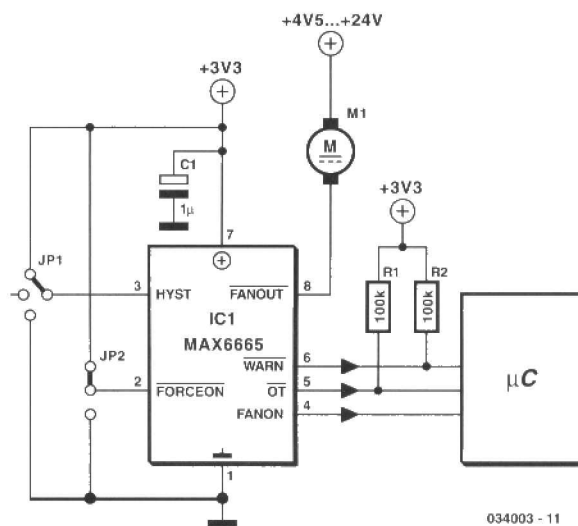 +4V5...+24V
+3V3
M1
C1
M
1µ
+3V3
7
JP1
R1
R2
3
HYST
FANOUT
8
100k
100k
IC1
MAX6665
JP2
WARN
6
µC
2
FORCEON
OT
5
FANON
4
1
034003 - 11